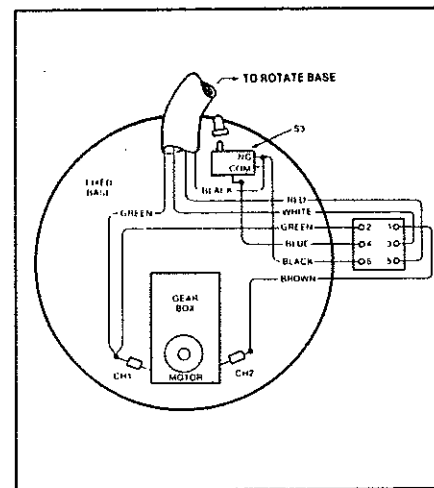 TO ROTATE BASE
S3
NC
COM
FIXED
BASE
BLACK
GREEN
RED
WHITE
GREEN
2 1
BLUE
4 3
BLACK
6 5
BROWN
GEAR
BOX
MOTOR
CH1
CH2